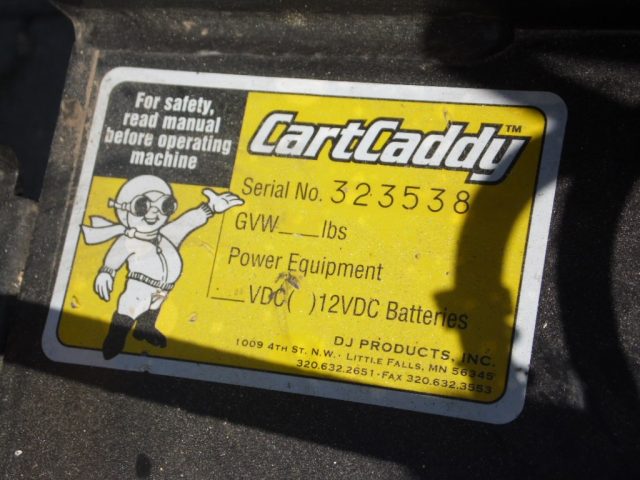 For safety,
read manual
before operating
machine
CartCaddy™
Serial No. 323538
GVW___lbs
Power Equipment
___VDC( )12VDC Batteries
DJ PRODUCTS, INC.
1009 4TH ST. N.W. · LITTLE FALLS, MN 56345
320.632.2651 · FAX 320.632.3553